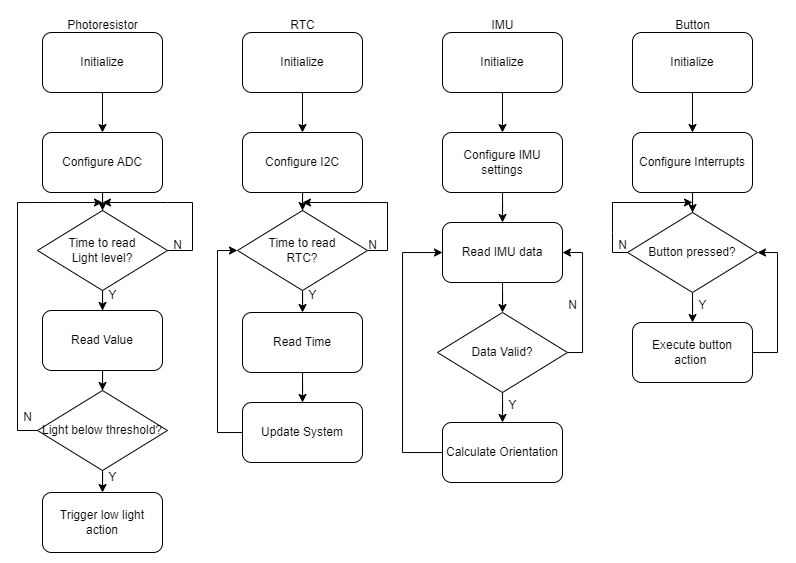 Photoresistor
Initialize
Configure ADC
Time to read
Light level?
N
Y
Read Value
Light below threshold?
N
Y
Trigger low light
action
RTC
Initialize
Configure I2C
Time to read
RTC?
N
Y
Read Time
Update System
IMU
Initialize
Configure IMU
settings
Read IMU data
N
Data Valid?
Y
Calculate Orientation
Button
Initialize
Configure Interrupts
Button pressed?
N
Y
Execute button
action